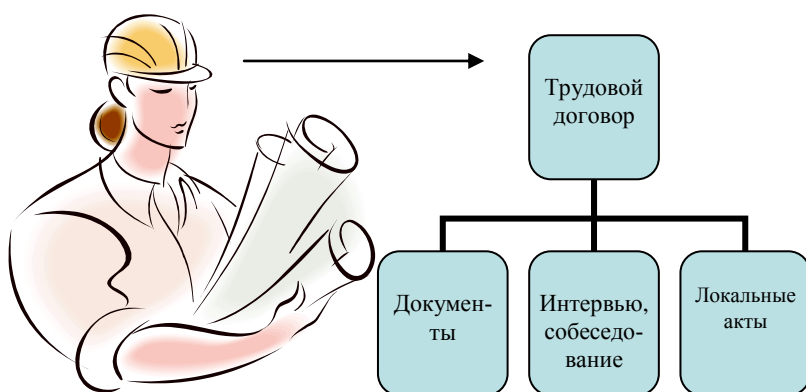 Трудовой
договор
Докумен-
ты
Интервью,
собеседо-
вание
Локальные
акты